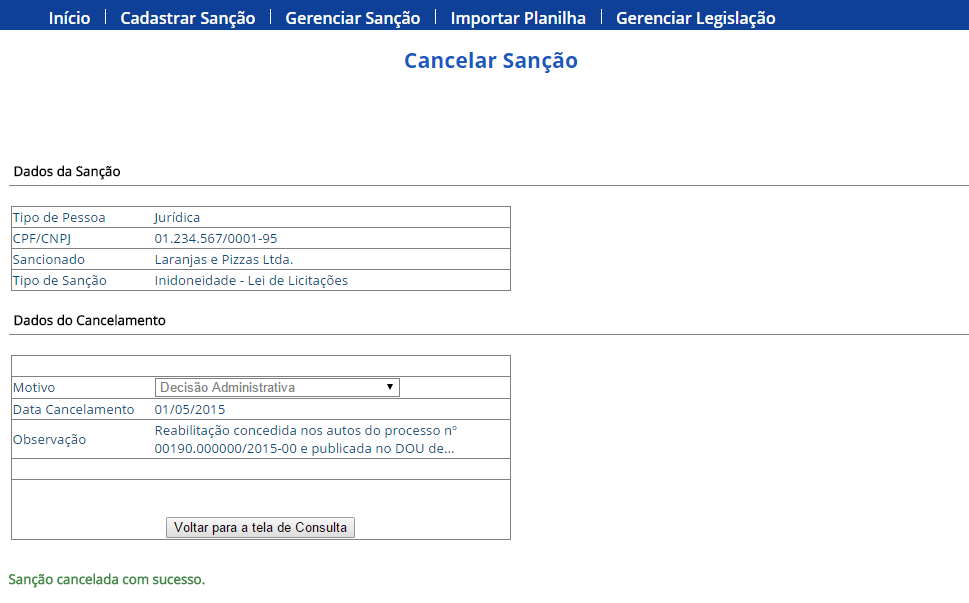 Início Cadastrar Sanção Gerenciar Sanção Importar Planilha Gerenciar Legislação
Cancelar Sanção
Dados da Sanção
Tipo de Pessoa Jurídica
CPF/CNPJ 01.234.567/0001-95
Sancionado Laranjas e Pizzas Ltda.
Tipo de Sanção Inidoneidade - Lei de Licitações
Dados do Cancelamento
Motivo Decisão Administrativa
Data Cancelamento 01/05/2015
Observação Reabilitação concedida nos autos do processo nº
00190.000000/2015-00 e publicada no DOU de...
Voltar para a tela de Consulta
Sanção cancelada com sucesso.